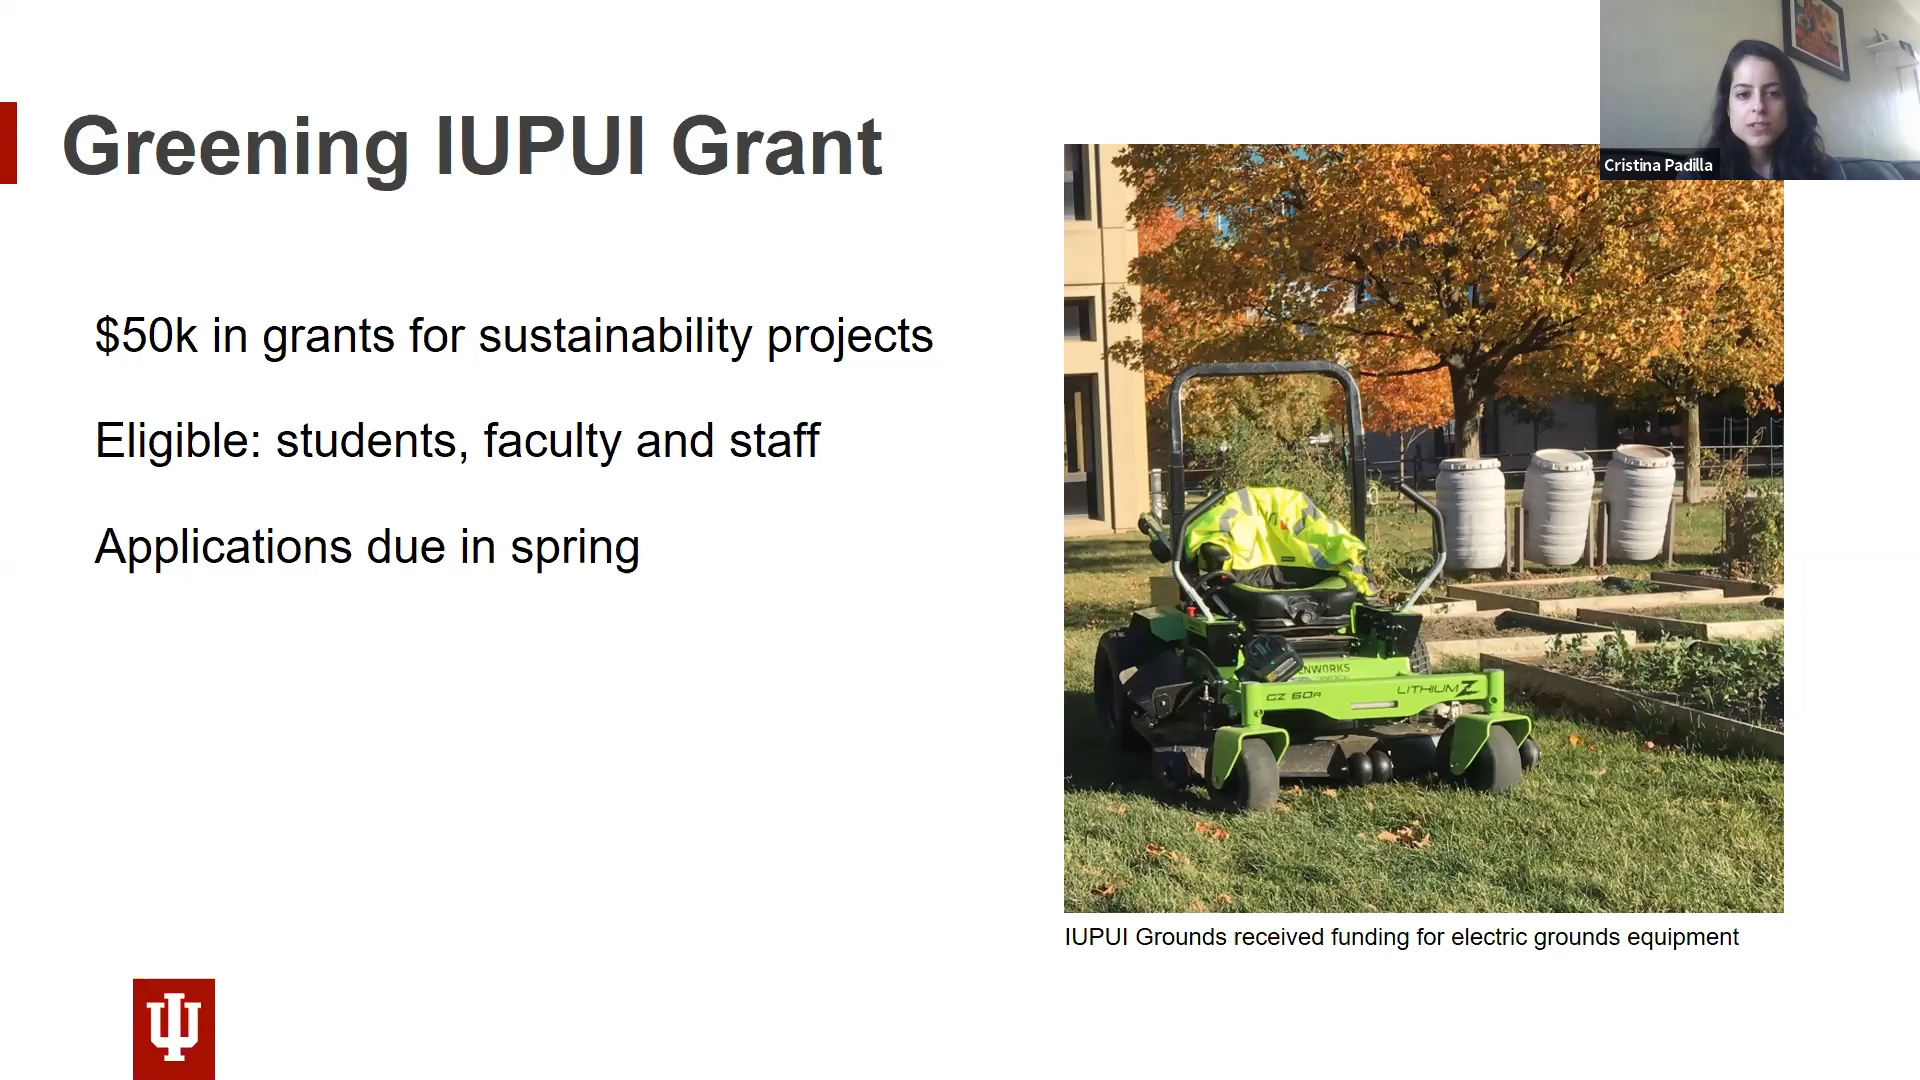 Greening IUPUI Grant
Cristina Padilla
$50k in grants for sustainability projects
Eligible: students, faculty and staff
Applications due in spring
GZ 60R
LITHIUM Z
IUPUI Grounds received funding for electric grounds equipment